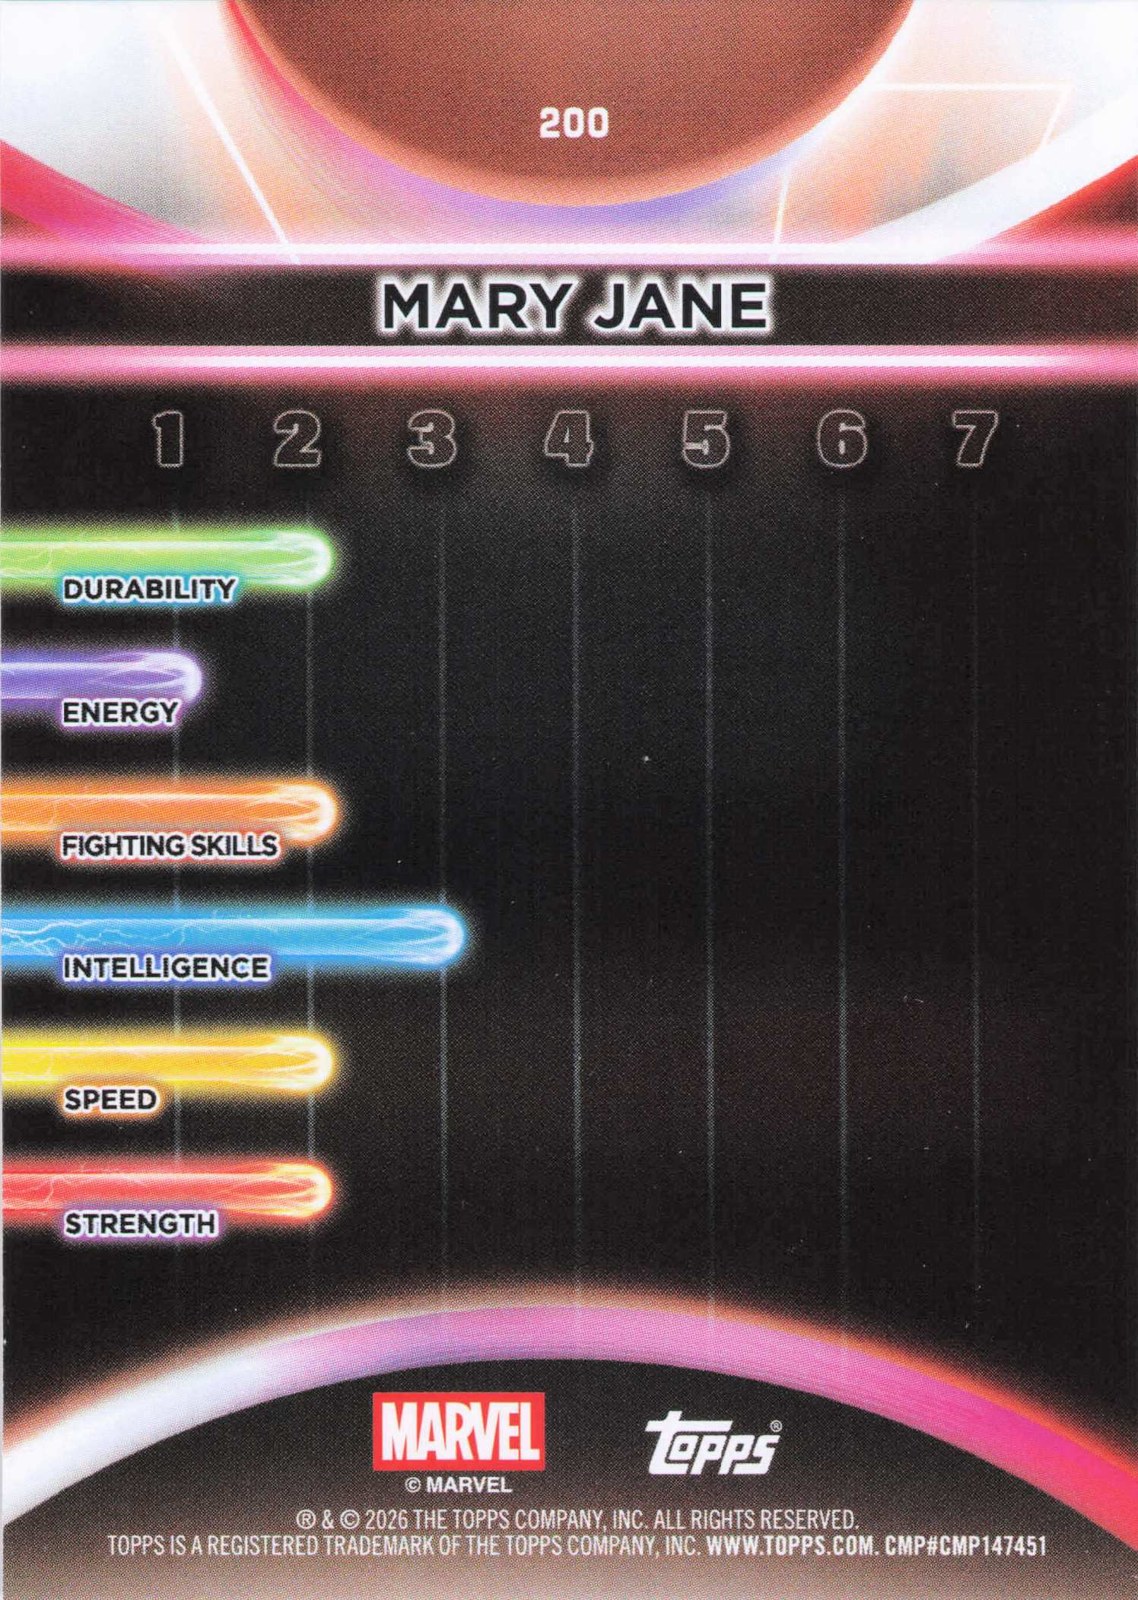 200
MARY JANE
1 2 3 4 5 6 7
DURABILITY
ENERGY
FIGHTING SKILLS
INTELLIGENCE
SPEED
STRENGTH
MARVEL
© MARVEL
TOPPS®
® & © 2026 THE TOPPS COMPANY, INC. ALL RIGHTS RESERVED.
TOPPS IS A REGISTERED TRADEMARK OF THE TOPPS COMPANY, INC. WWW.TOPPS.COM. CMP#CMP147451